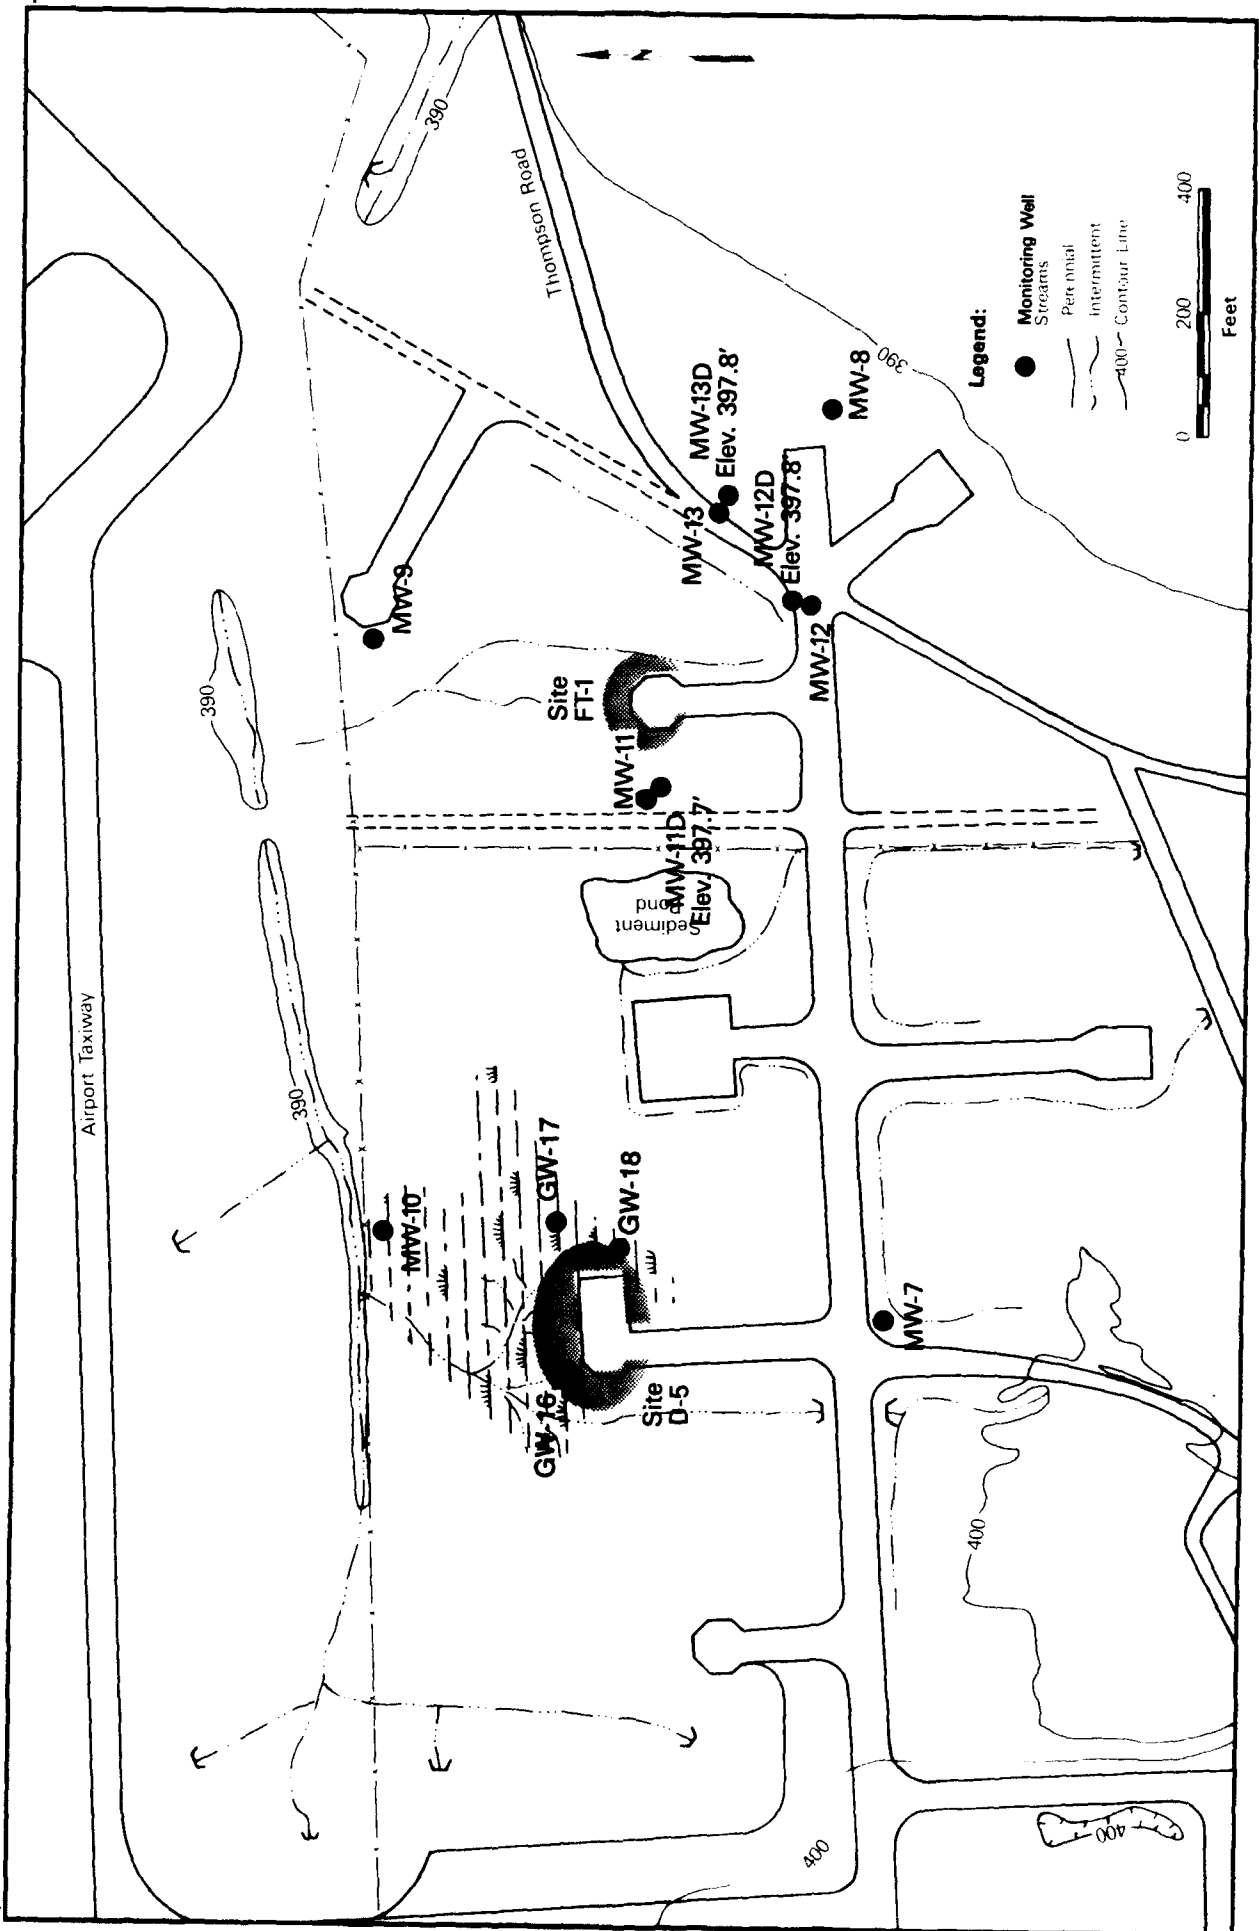 Airport Taxiway
390
390
390
N
Thompson Road
MW-9
MW-10
GW-17
GW-18
GW-16
Site
D-5
Site
FT-1
MW-11
MW-11D
Elev. 397.7'
Sediment
Pond
MW-13
MW-13D
Elev. 397.8'
MW-12D
Elev. 397.8'
MW-12
MW-8
390
MW-7
400
400
400
Legend:
Monitoring Well
Streams
Perennial
Intermittent
400 Contour Line
0 200 400
Feet